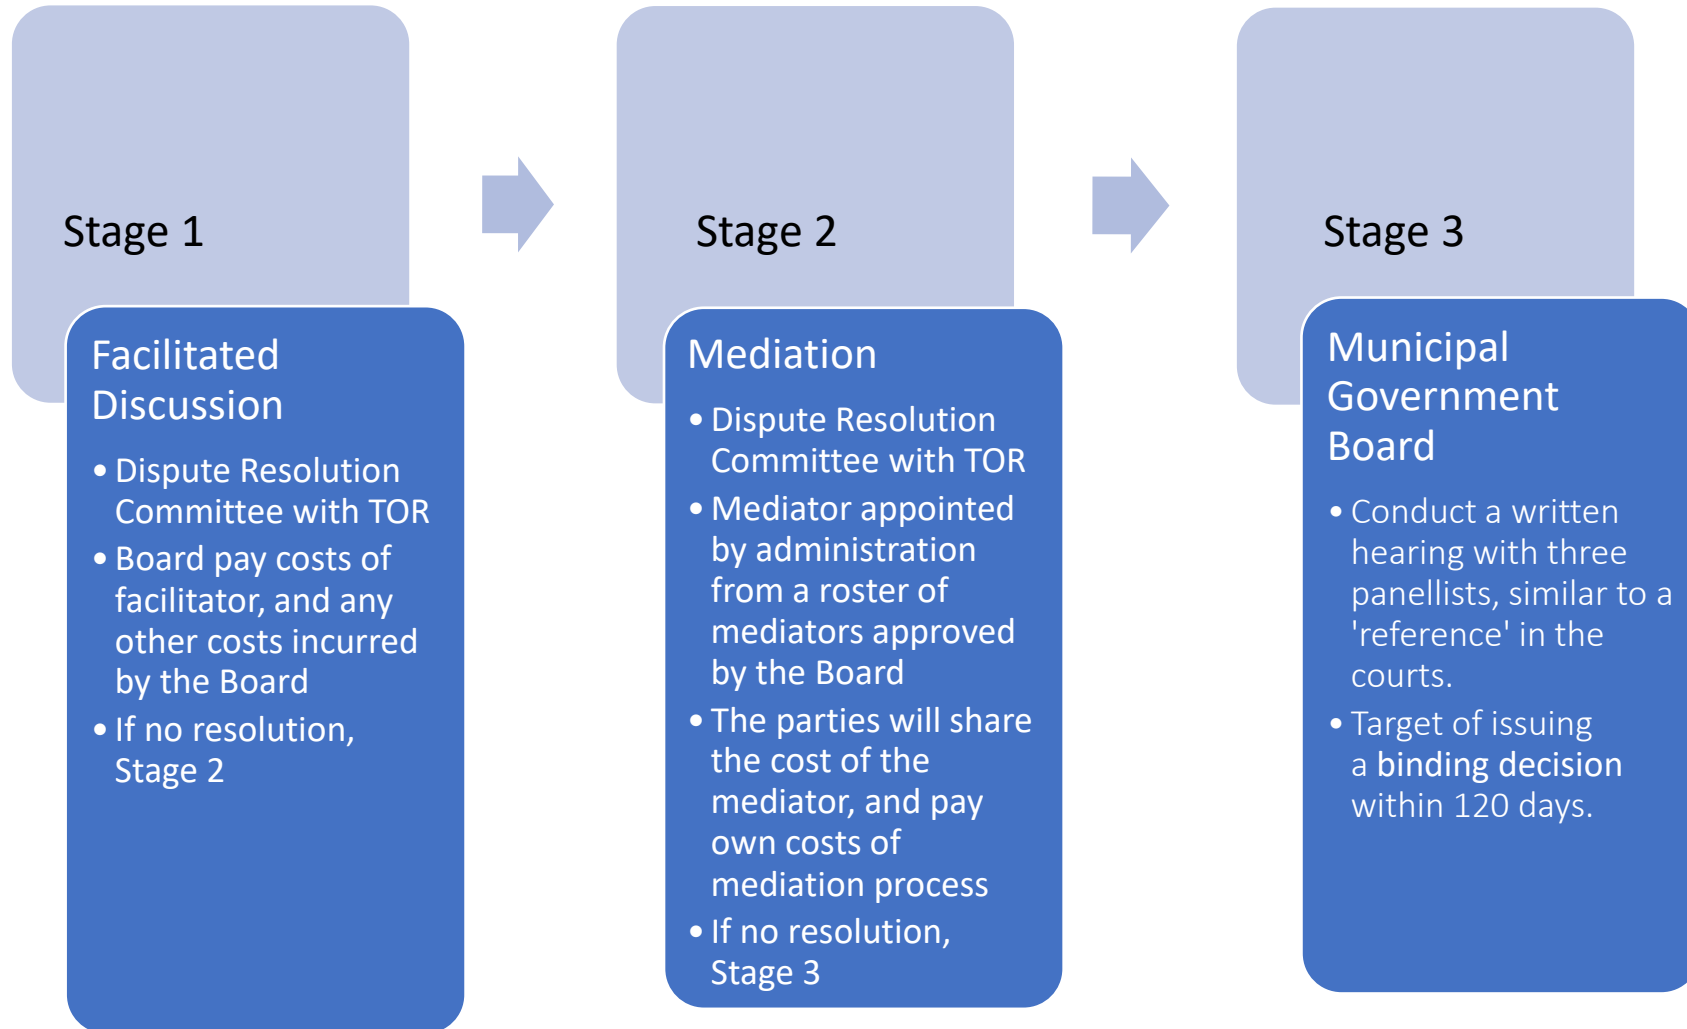 Stage 1
Facilitated
Discussion
• Dispute Resolution
Committee with TOR
• Board pay costs of
facilitator, and any
other costs incurred
by the Board
• If no resolution,
Stage 2
Stage 2
Mediation
• Dispute Resolution
Committee with TOR
• Mediator appointed
by administration
from a roster of
mediators approved
by the Board
• The parties will share
the cost of the
mediator, and pay
own costs of
mediation process
• If no resolution,
Stage 3
Stage 3
Municipal
Government
Board
• Conduct a written
hearing with three
panellists, similar to a
'reference' in the
courts.
• Target of issuing
a binding decision
within 120 days.